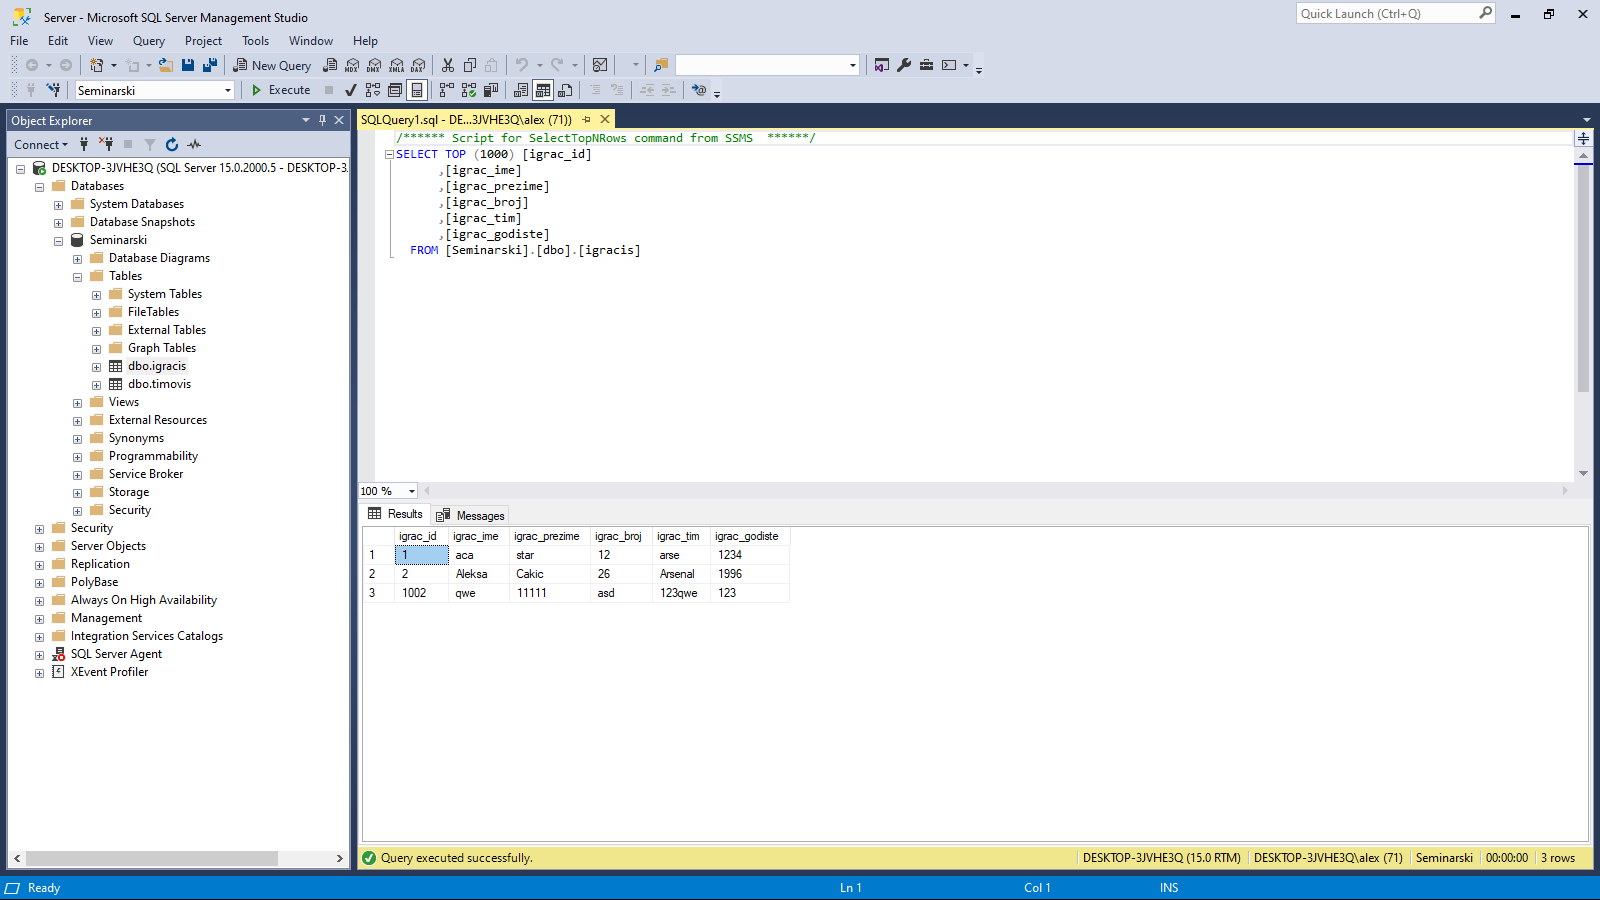 Server - Microsoft SQL Server Management Studio
Quick Launch (Ctrl+Q)
File Edit View Query Project Tools Window Help
New Query
MDX DMX XMLA DAX
Seminarski
Execute
Object Explorer
Connect
DESKTOP-3JVHE3Q (SQL Server 15.0.2000.5 - DESKTOP-3
Databases
System Databases
Database Snapshots
Seminarski
Database Diagrams
Tables
System Tables
FileTables
External Tables
Graph Tables
dbo.igracis
dbo.timovis
Views
External Resources
Synonyms
Programmability
Service Broker
Storage
Security
Security
Server Objects
Replication
PolyBase
Always On High Availability
Management
Integration Services Catalogs
SQL Server Agent
XEvent Profiler
SQLQuery1.sql - DE...3JVHE3Q\alex (71))
/****** Script for SelectTopNRows command from SSMS  ******/
SELECT TOP (1000) [igrac_id]
,[igrac_ime]
,[igrac_prezime]
,[igrac_broj]
,[igrac_tim]
,[igrac_godiste]
FROM [Seminarski].[dbo].[igracis]
100 %
Results Messages
igrac_id igrac_ime igrac_prezime igrac_broj igrac_tim igrac_godiste
1 1 aca star 12 arse 1234
2 2 Aleksa Cakic 26 Arsenal 1996
3 1002 qwe 11111 asd 123qwe 123
Query executed successfully.
DESKTOP-3JVHE3Q (15.0 RTM) DESKTOP-3JVHE3Q\alex (71) Seminarski 00:00:00 3 rows
Ready Ln 1 Col 1 INS